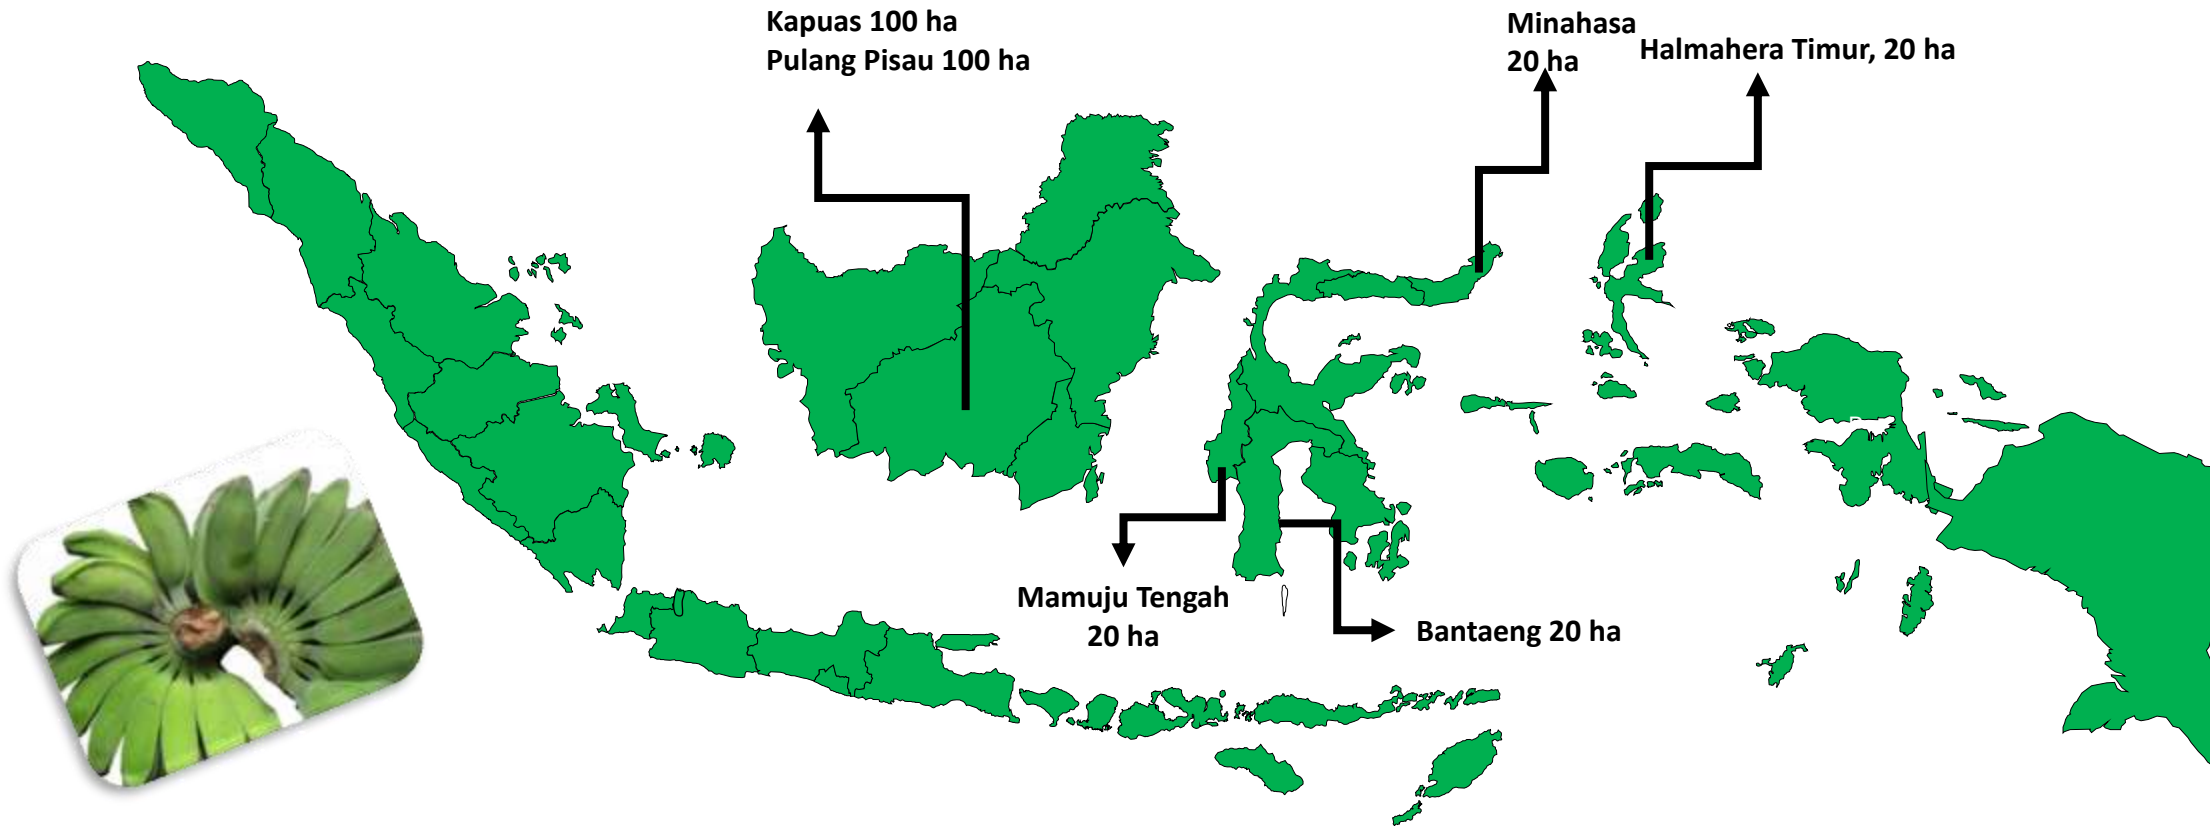 Kapuas 100 ha
Pulang Pisau 100 ha
Minahasa
20 ha
Halmahera Timur, 20 ha
Mamuju Tengah
20 ha
Bantaeng 20 ha